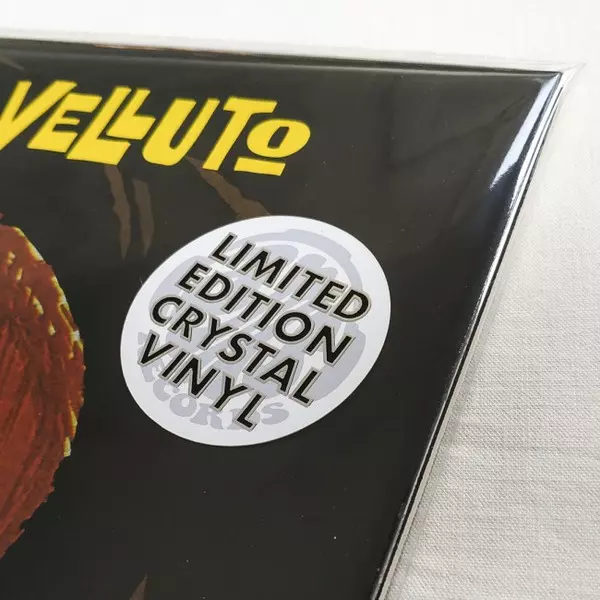 VELLUTO
LIMITED
EDITION
CRYSTAL
VINYL